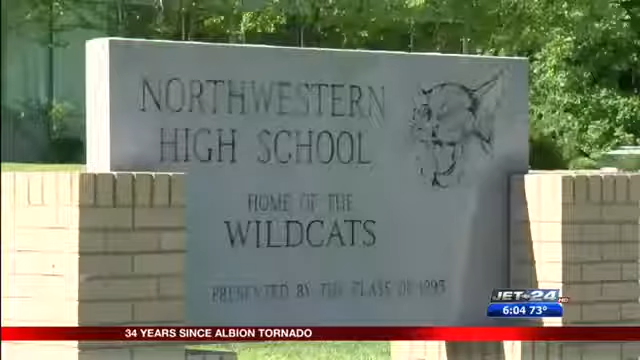 NORTHWESTERN
HIGH SCHOOL
HOME OF THE
WILDCATS
PRESENTED BY THE CLASS OF 1995
JET-24 HD
6:04 73°
34 YEARS SINCE ALBION TORNADO